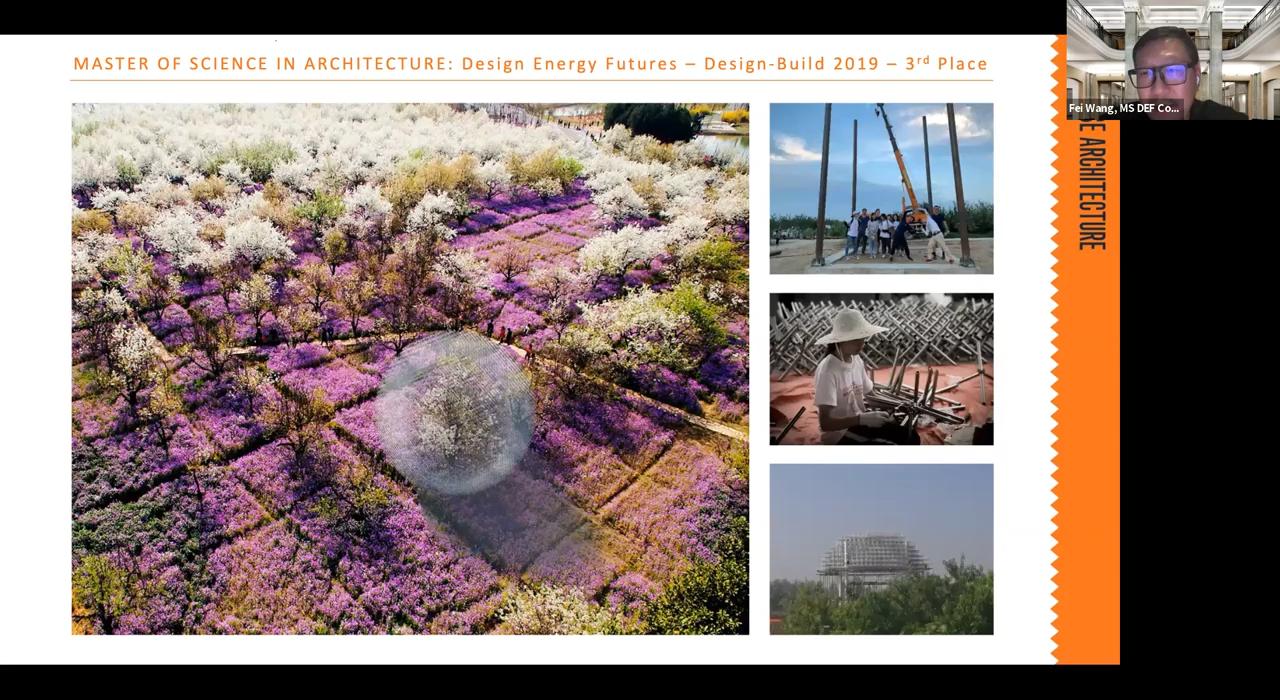 MASTER OF SCIENCE IN ARCHITECTURE: Design Energy Futures – Design-Build 2019 – 3rd Place
Fei Wang, MS DEF Co...
E ARCHITECTURE